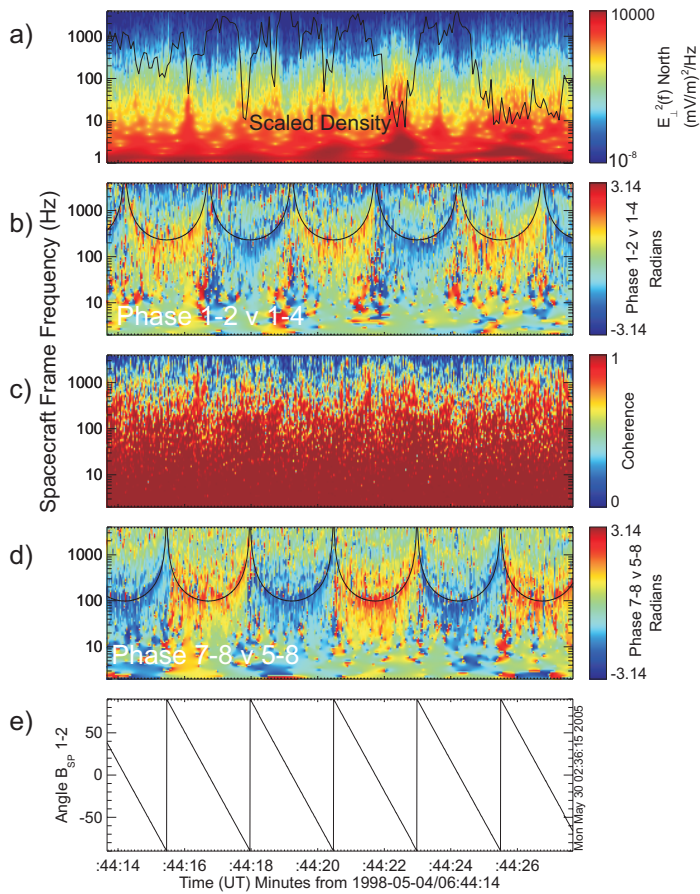 a)
1000
100
10
1
Scaled Density
10000
10⁻⁸
E⊥²(f) North
(mV/m)²/Hz
b)
1000
100
10
Phase 1-2 v 1-4
3.14
-3.14
Phase 1-2 v 1-4
Radians
Spacecraft Frame Frequency (Hz)
c)
1000
100
10
1
0
Coherence
d)
1000
100
10
Phase 7-8 v 5-8
3.14
-3.14
Phase 7-8 v 5-8
Radians
e)
50
0
-50
Angle B_SP 1-2
Mon May 30 02:36:15 2005
:44:14 :44:16 :44:18 :44:20 :44:22 :44:24 :44:26
Time (UT) Minutes from 1998-05-04/06:44:14